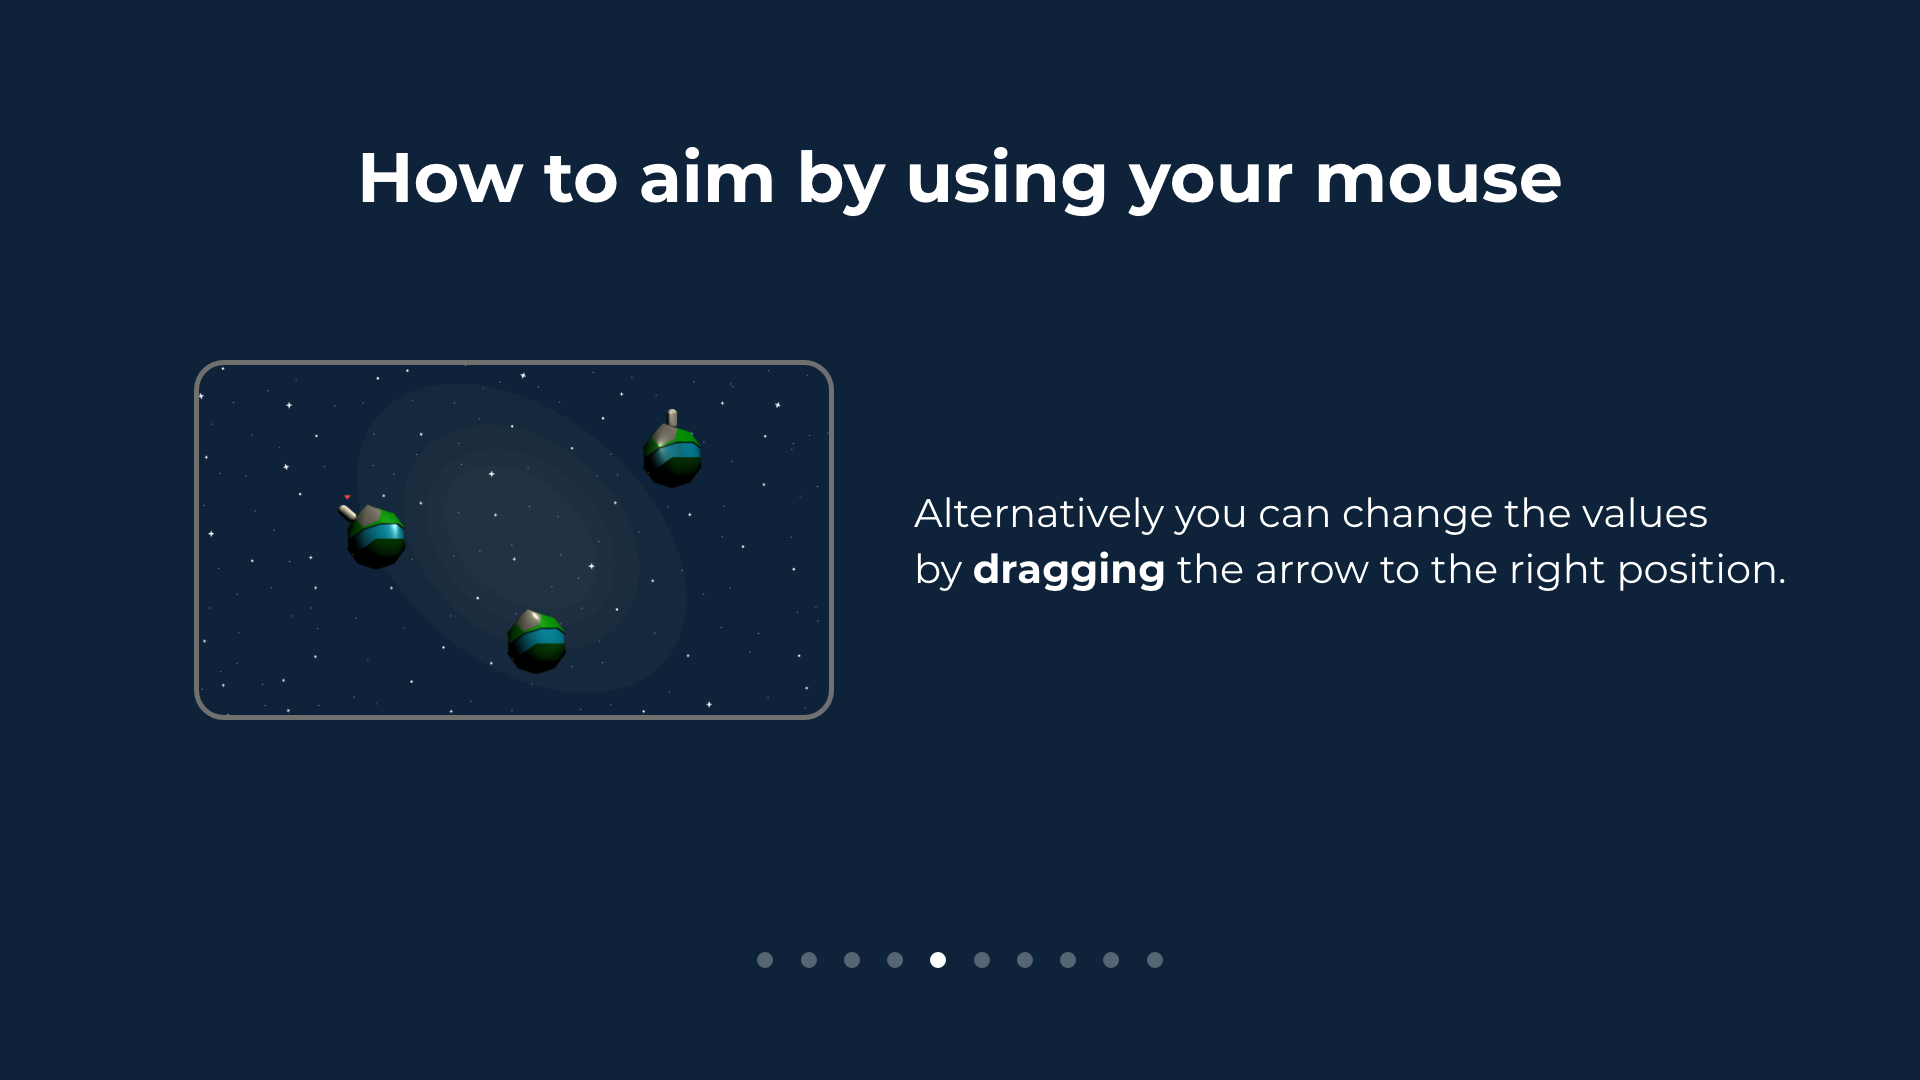 How to aim by using your mouse
Alternatively you can change the values
by dragging the arrow to the right position.